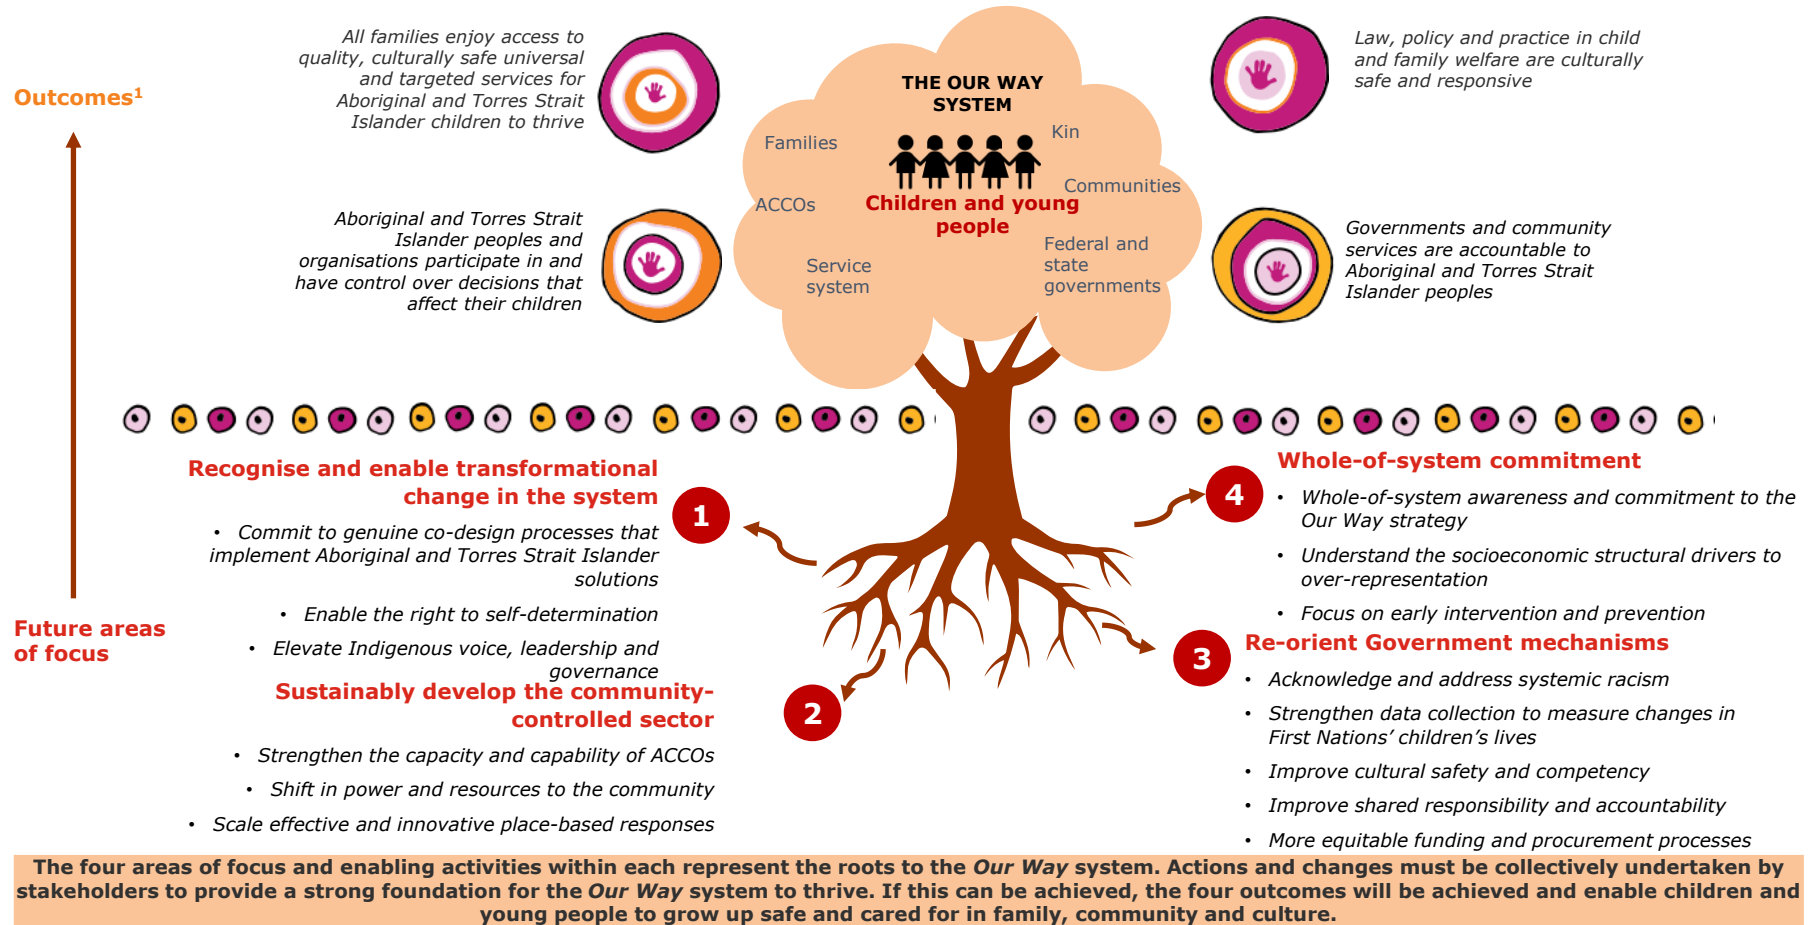 Outcomes¹
All families enjoy access to
quality, culturally safe universal
and targeted services for
Aboriginal and Torres Strait
Islander children to thrive
Aboriginal and Torres Strait
Islander peoples and
organisations participate in and
have control over decisions that
affect their children
THE OUR WAY
SYSTEM
Families
Kin
ACCOs
Communities
Children and young
people
Service
system
Federal and
state
governments
Law, policy and practice in child
and family welfare are culturally
safe and responsive
Governments and community
services are accountable to
Aboriginal and Torres Strait
Islander peoples
Future areas
of focus
Recognise and enable transformational
change in the system
1
• Commit to genuine co-design processes that
implement Aboriginal and Torres Strait Islander
solutions
• Enable the right to self-determination
• Elevate Indigenous voice, leadership and
governance
Sustainably develop the community-
controlled sector
2
• Strengthen the capacity and capability of ACCOs
• Shift in power and resources to the community
• Scale effective and innovative place-based responses
4
Whole-of-system commitment
• Whole-of-system awareness and commitment to the
Our Way strategy
• Understand the socioeconomic structural drivers to
over-representation
• Focus on early intervention and prevention
3
Re-orient Government mechanisms
• Acknowledge and address systemic racism
• Strengthen data collection to measure changes in
First Nations’ children’s lives
• Improve cultural safety and competency
• Improve shared responsibility and accountability
• More equitable funding and procurement processes
The four areas of focus and enabling activities within each represent the roots to the Our Way system. Actions and changes must be collectively undertaken by
stakeholders to provide a strong foundation for the Our Way system to thrive. If this can be achieved, the four outcomes will be achieved and enable children and
young people to grow up safe and cared for in family, community and culture.